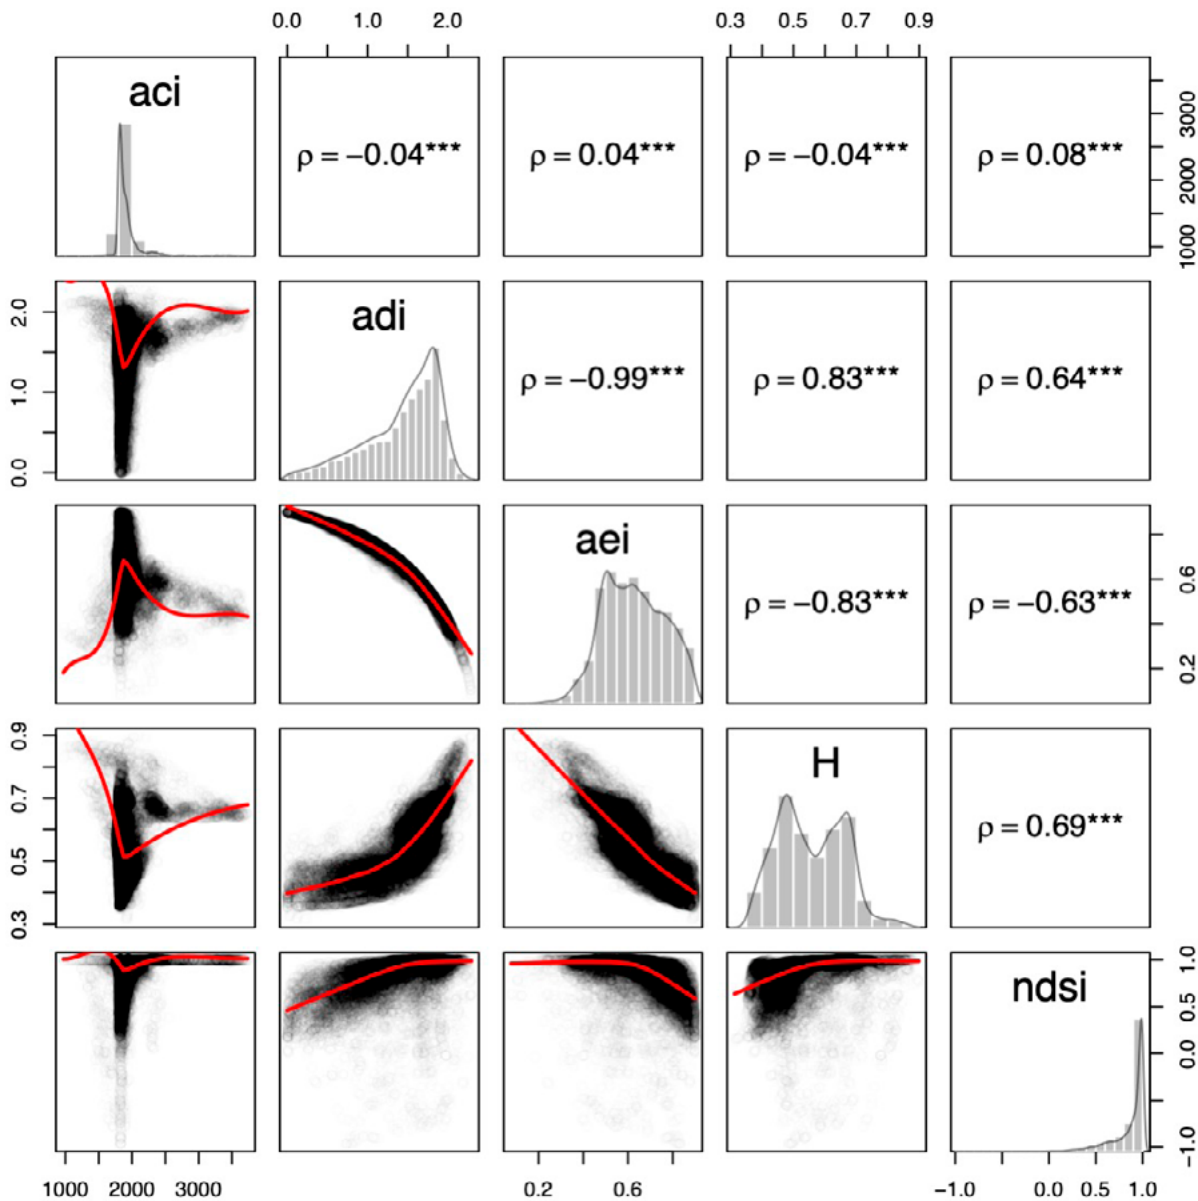 0.0 1.0 2.0 0.3 0.5 0.7 0.9
aci
ρ = −0.04*** ρ = 0.04*** ρ = −0.04*** ρ = 0.08***
1000 2000 3000
0.0 1.0 2.0
adi
ρ = −0.99*** ρ = 0.83*** ρ = 0.64***
aei
ρ = −0.83*** ρ = −0.63***
0.2 0.6
0.3 0.5 0.7 0.9
H
ρ = 0.69***
ndsi
−1.0 0.0 0.5 1.0
1000 2000 3000 0.2 0.6 −1.0 0.0 0.5 1.0